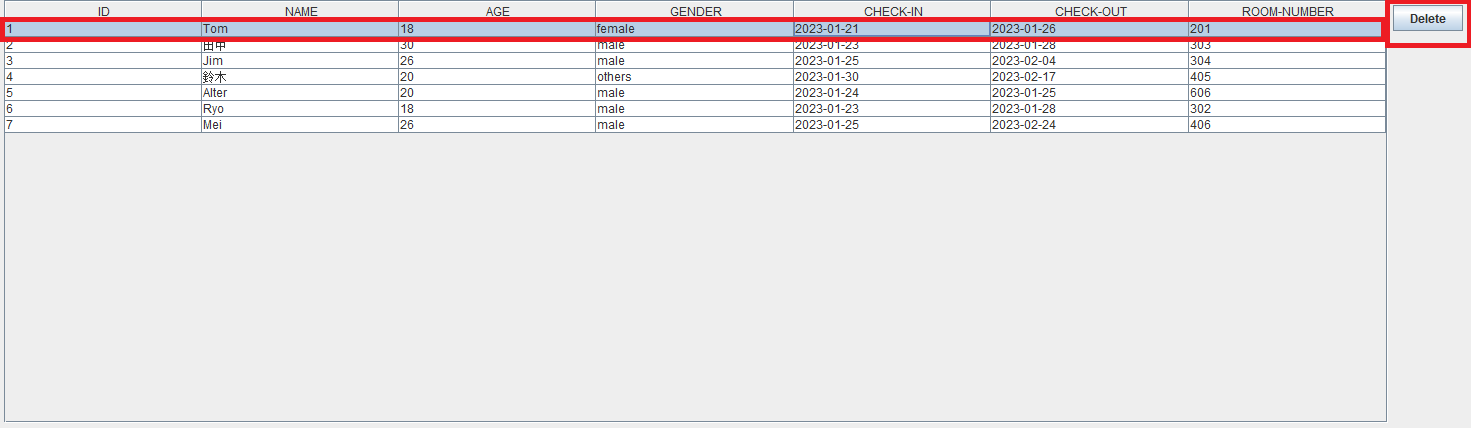 ID NAME AGE GENDER CHECK-IN CHECK-OUT ROOM-NUMBER Delete
1 Tom 18 female 2023-01-21 2023-01-26 201
2 田中 30 male 2023-01-23 2023-01-28 303
3 Jim 26 male 2023-01-25 2023-02-04 304
4 鈴木 20 others 2023-01-30 2023-02-17 405
5 Alter 20 male 2023-01-24 2023-01-25 606
6 Ryo 18 male 2023-01-23 2023-01-28 302
7 Mei 26 male 2023-01-25 2023-02-24 406